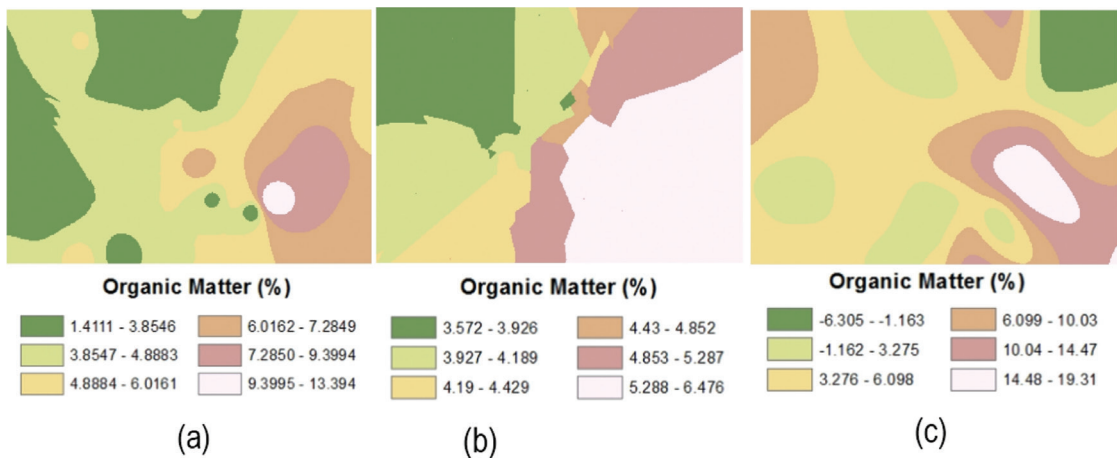 Organic Matter (%)
1.4111 - 3.8546
6.0162 - 7.2849
3.8547 - 4.8883
7.2850 - 9.3994
4.8884 - 6.0161
9.3995 - 13.394
(a)
Organic Matter (%)
3.572 - 3.926
4.43 - 4.852
3.927 - 4.189
4.853 - 5.287
4.19 - 4.429
5.288 - 6.476
(b)
Organic Matter (%)
-6.305 - -1.163
6.099 - 10.03
-1.162 - 3.275
10.04 - 14.47
3.276 - 6.098
14.48 - 19.31
(c)